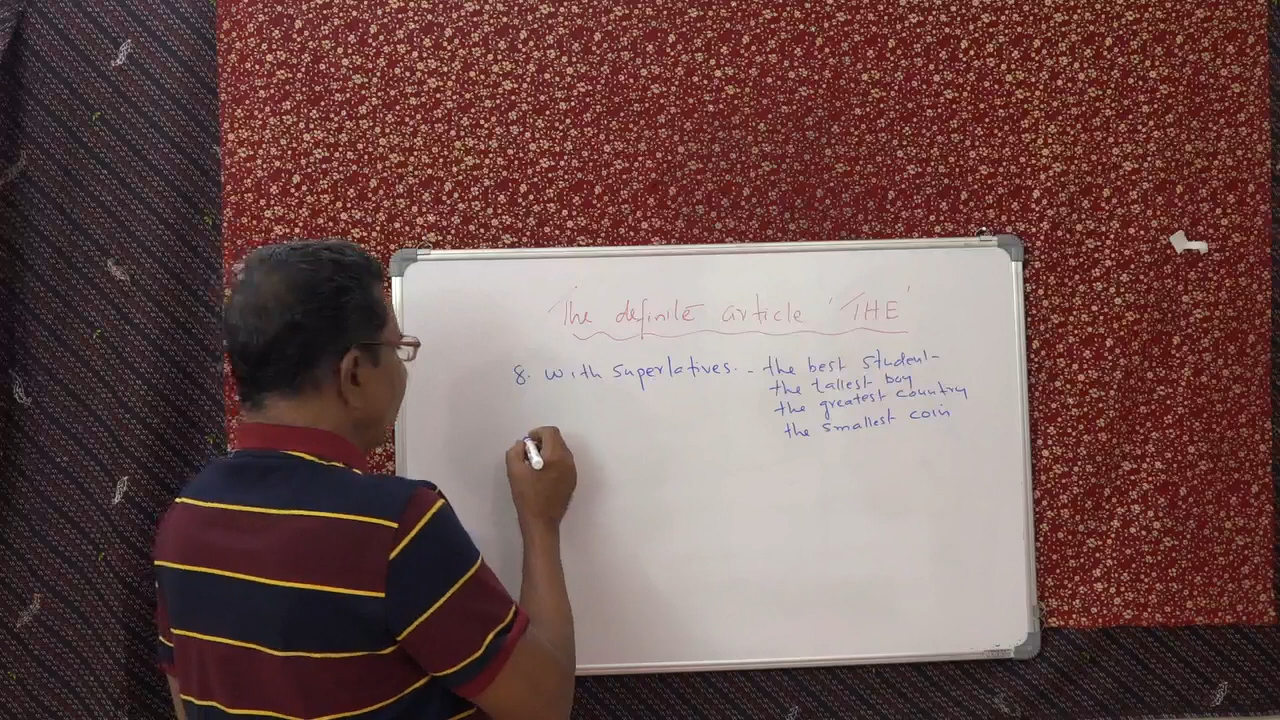 The definite article 'THE'
8. With Superlatives. - the best student
the tallest boy
the greatest country
the smallest coin